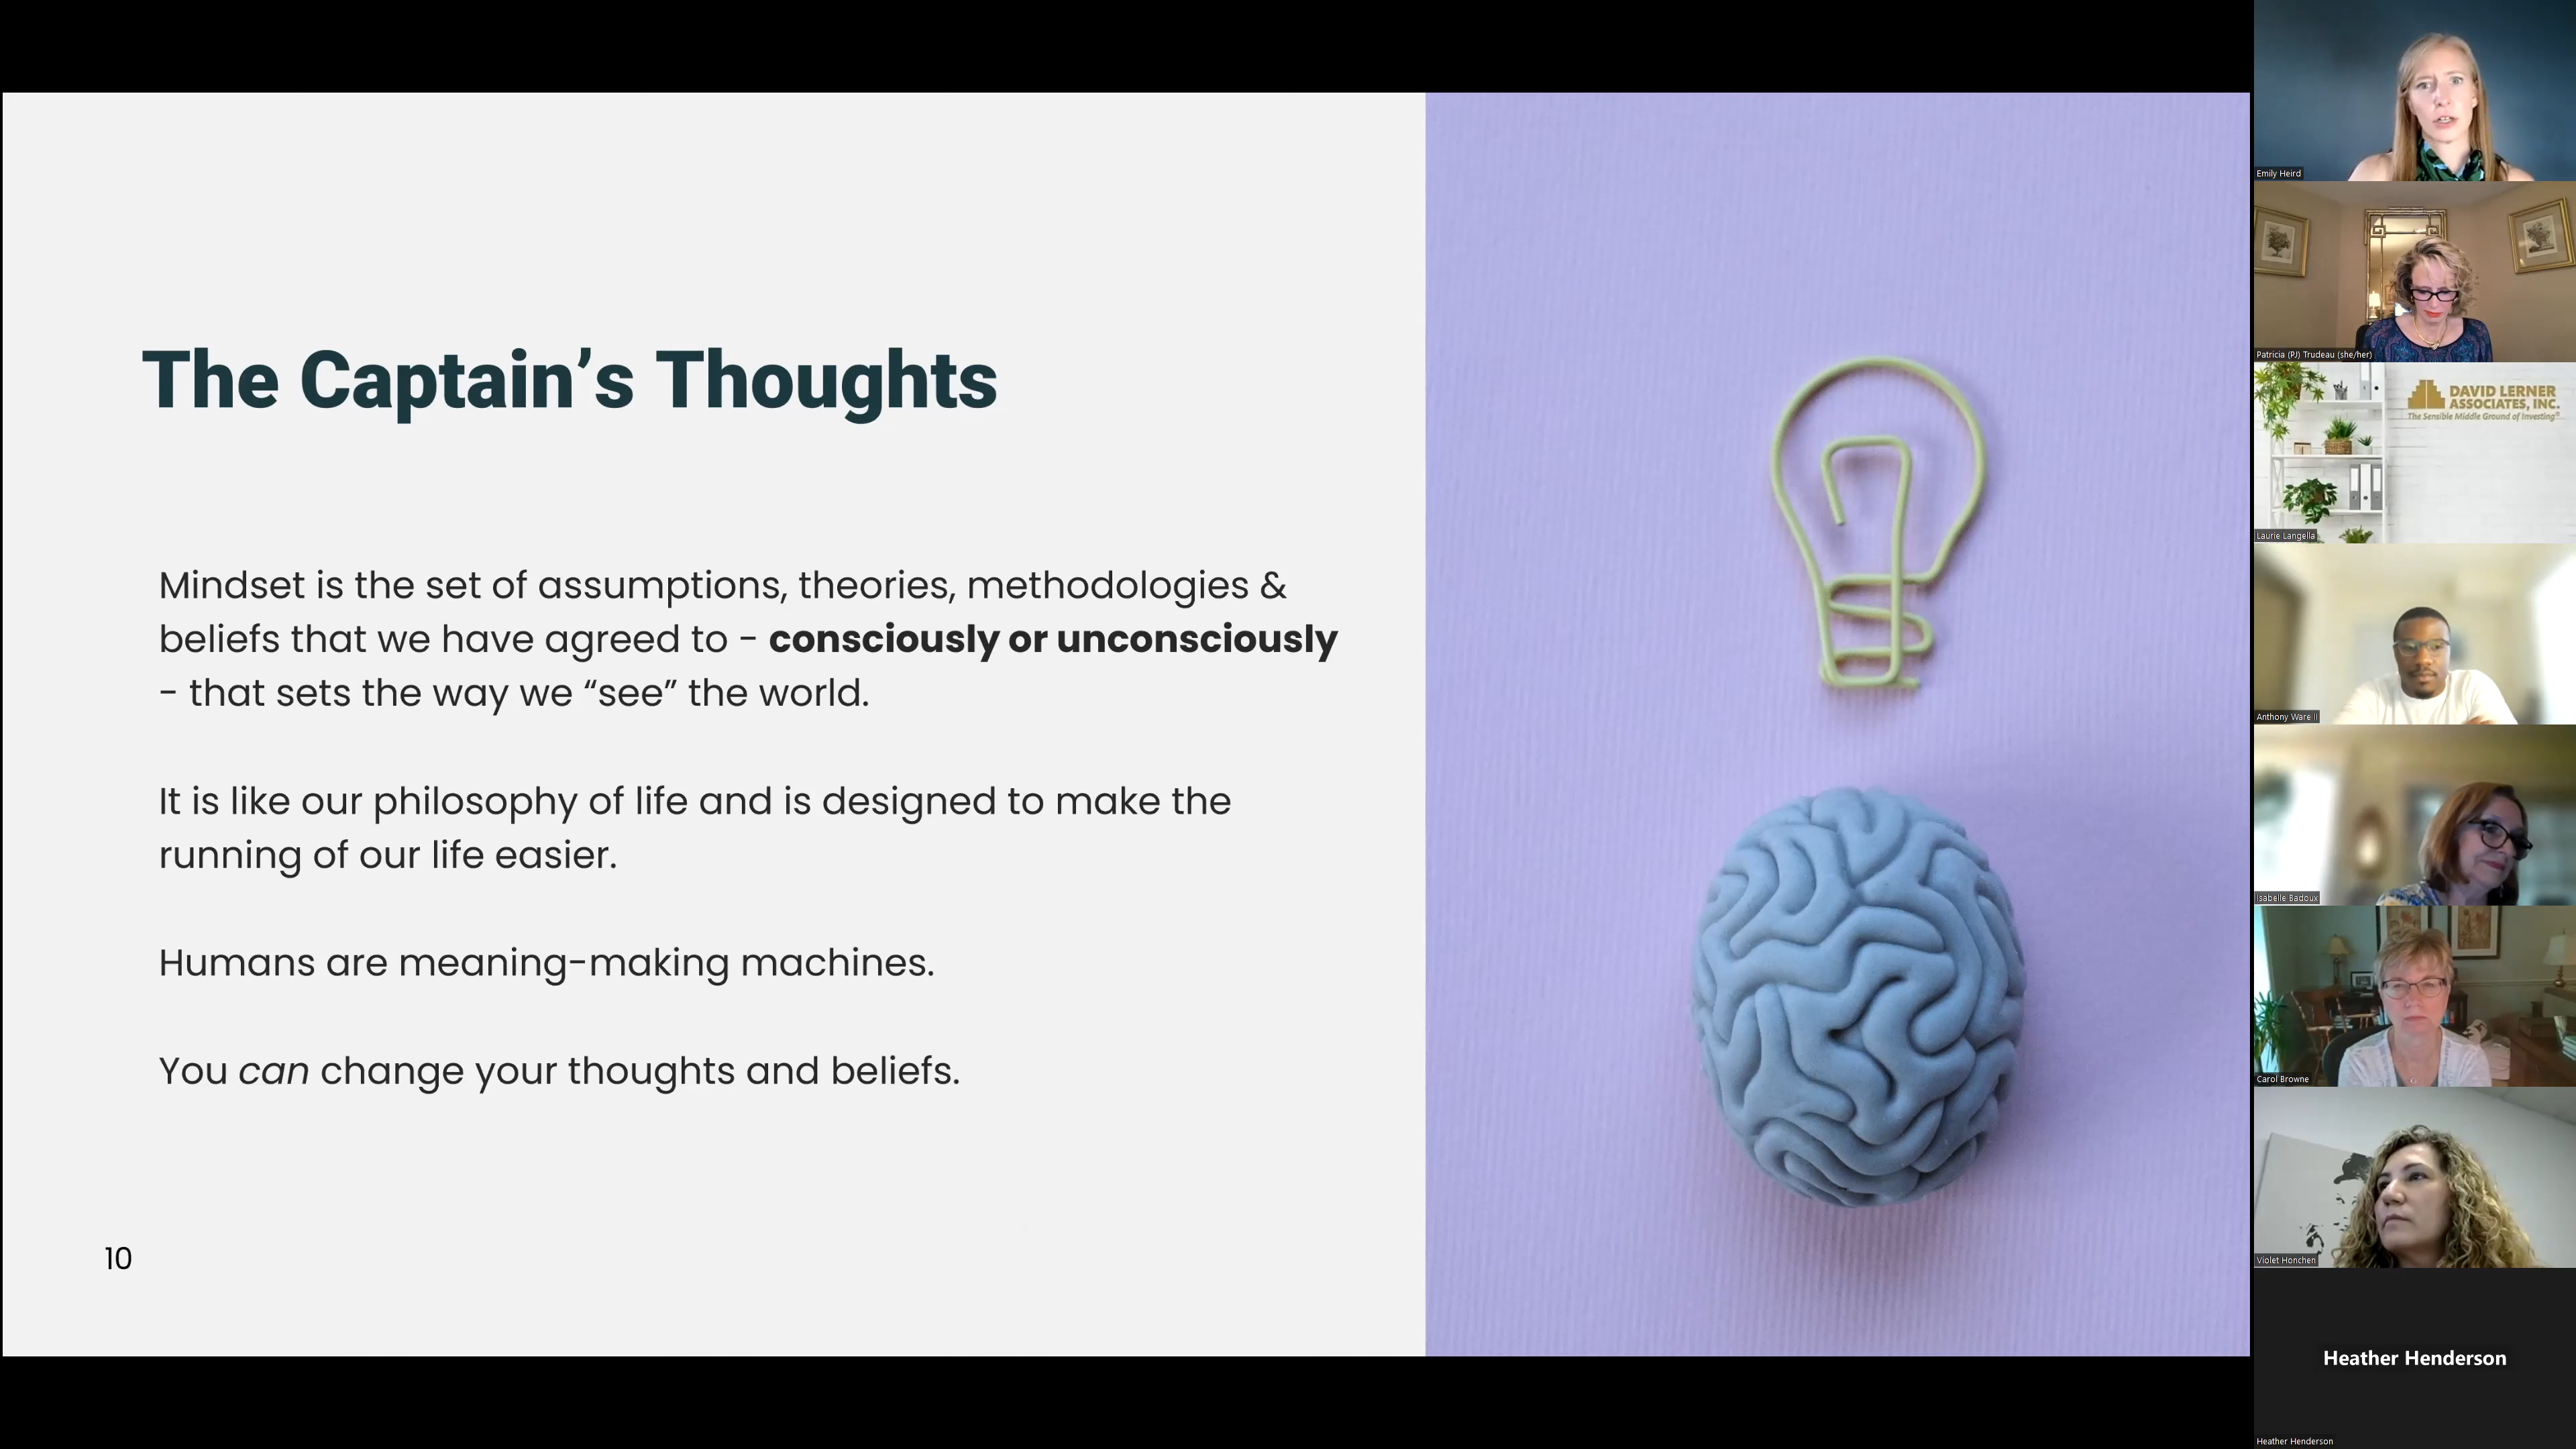 The Captain’s Thoughts
Mindset is the set of assumptions, theories, methodologies &
beliefs that we have agreed to - consciously or unconsciously
- that sets the way we “see” the world.
It is like our philosophy of life and is designed to make the
running of our life easier.
Humans are meaning-making machines.
You can change your thoughts and beliefs.
10
Emily Heird
Patricia (PJ) Trudeau (she/her)
DAVID LERNER
ASSOCIATES, INC.
The Sensible Middle Ground of Investing®
Laurie Langella
Anthony Ware II
Isabelle Badoux
Carol Browne
Violet Honchen
Heather Henderson
Heather Henderson